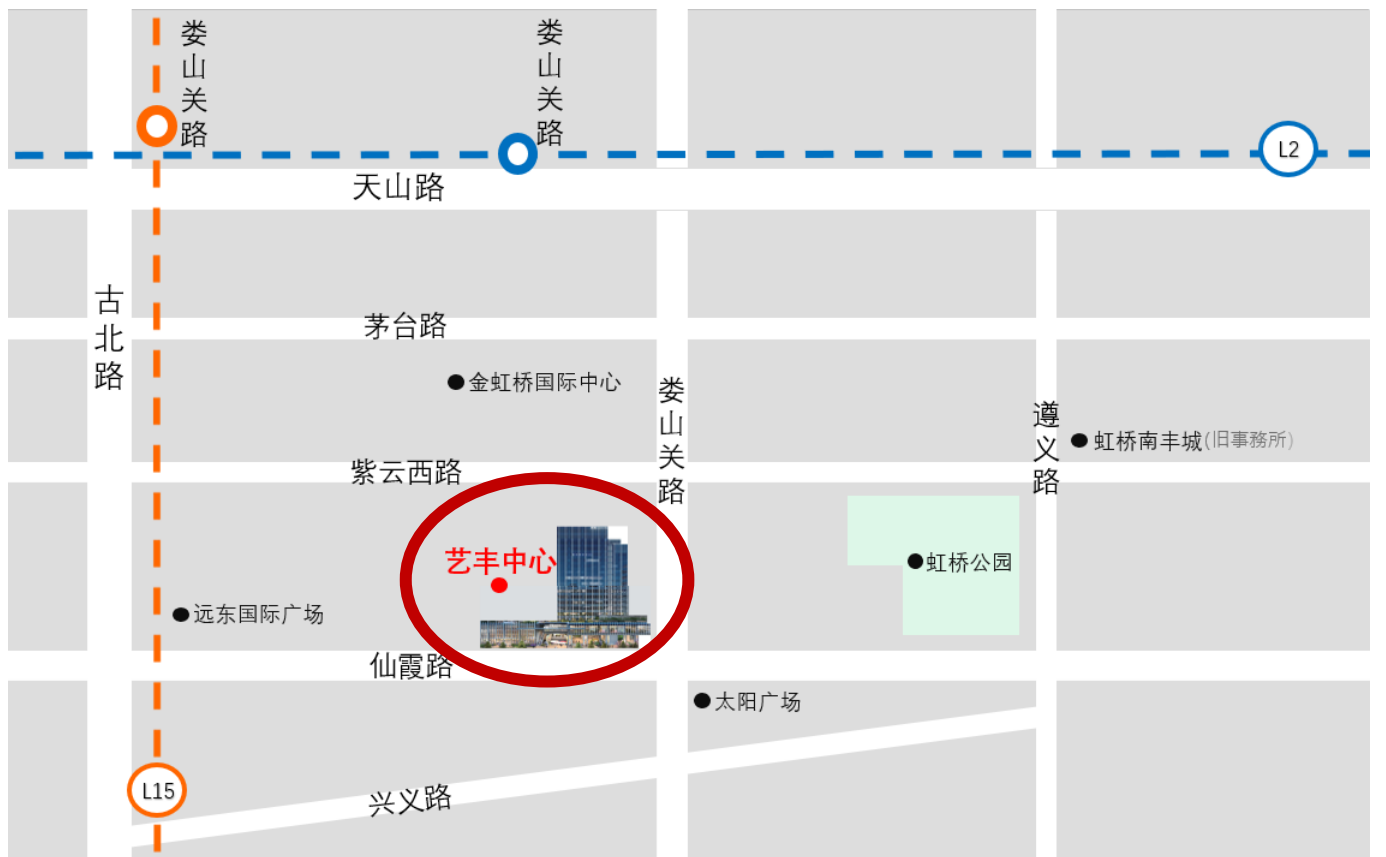 娄山关路
娄山关路
L2
天山路
古北路
茅台路
金虹桥国际中心
娄山关路
遵义路
虹桥南丰城(旧事務所)
紫云西路
艺丰中心
虹桥公园
远东国际广场
仙霞路
太阳广场
L15
兴义路